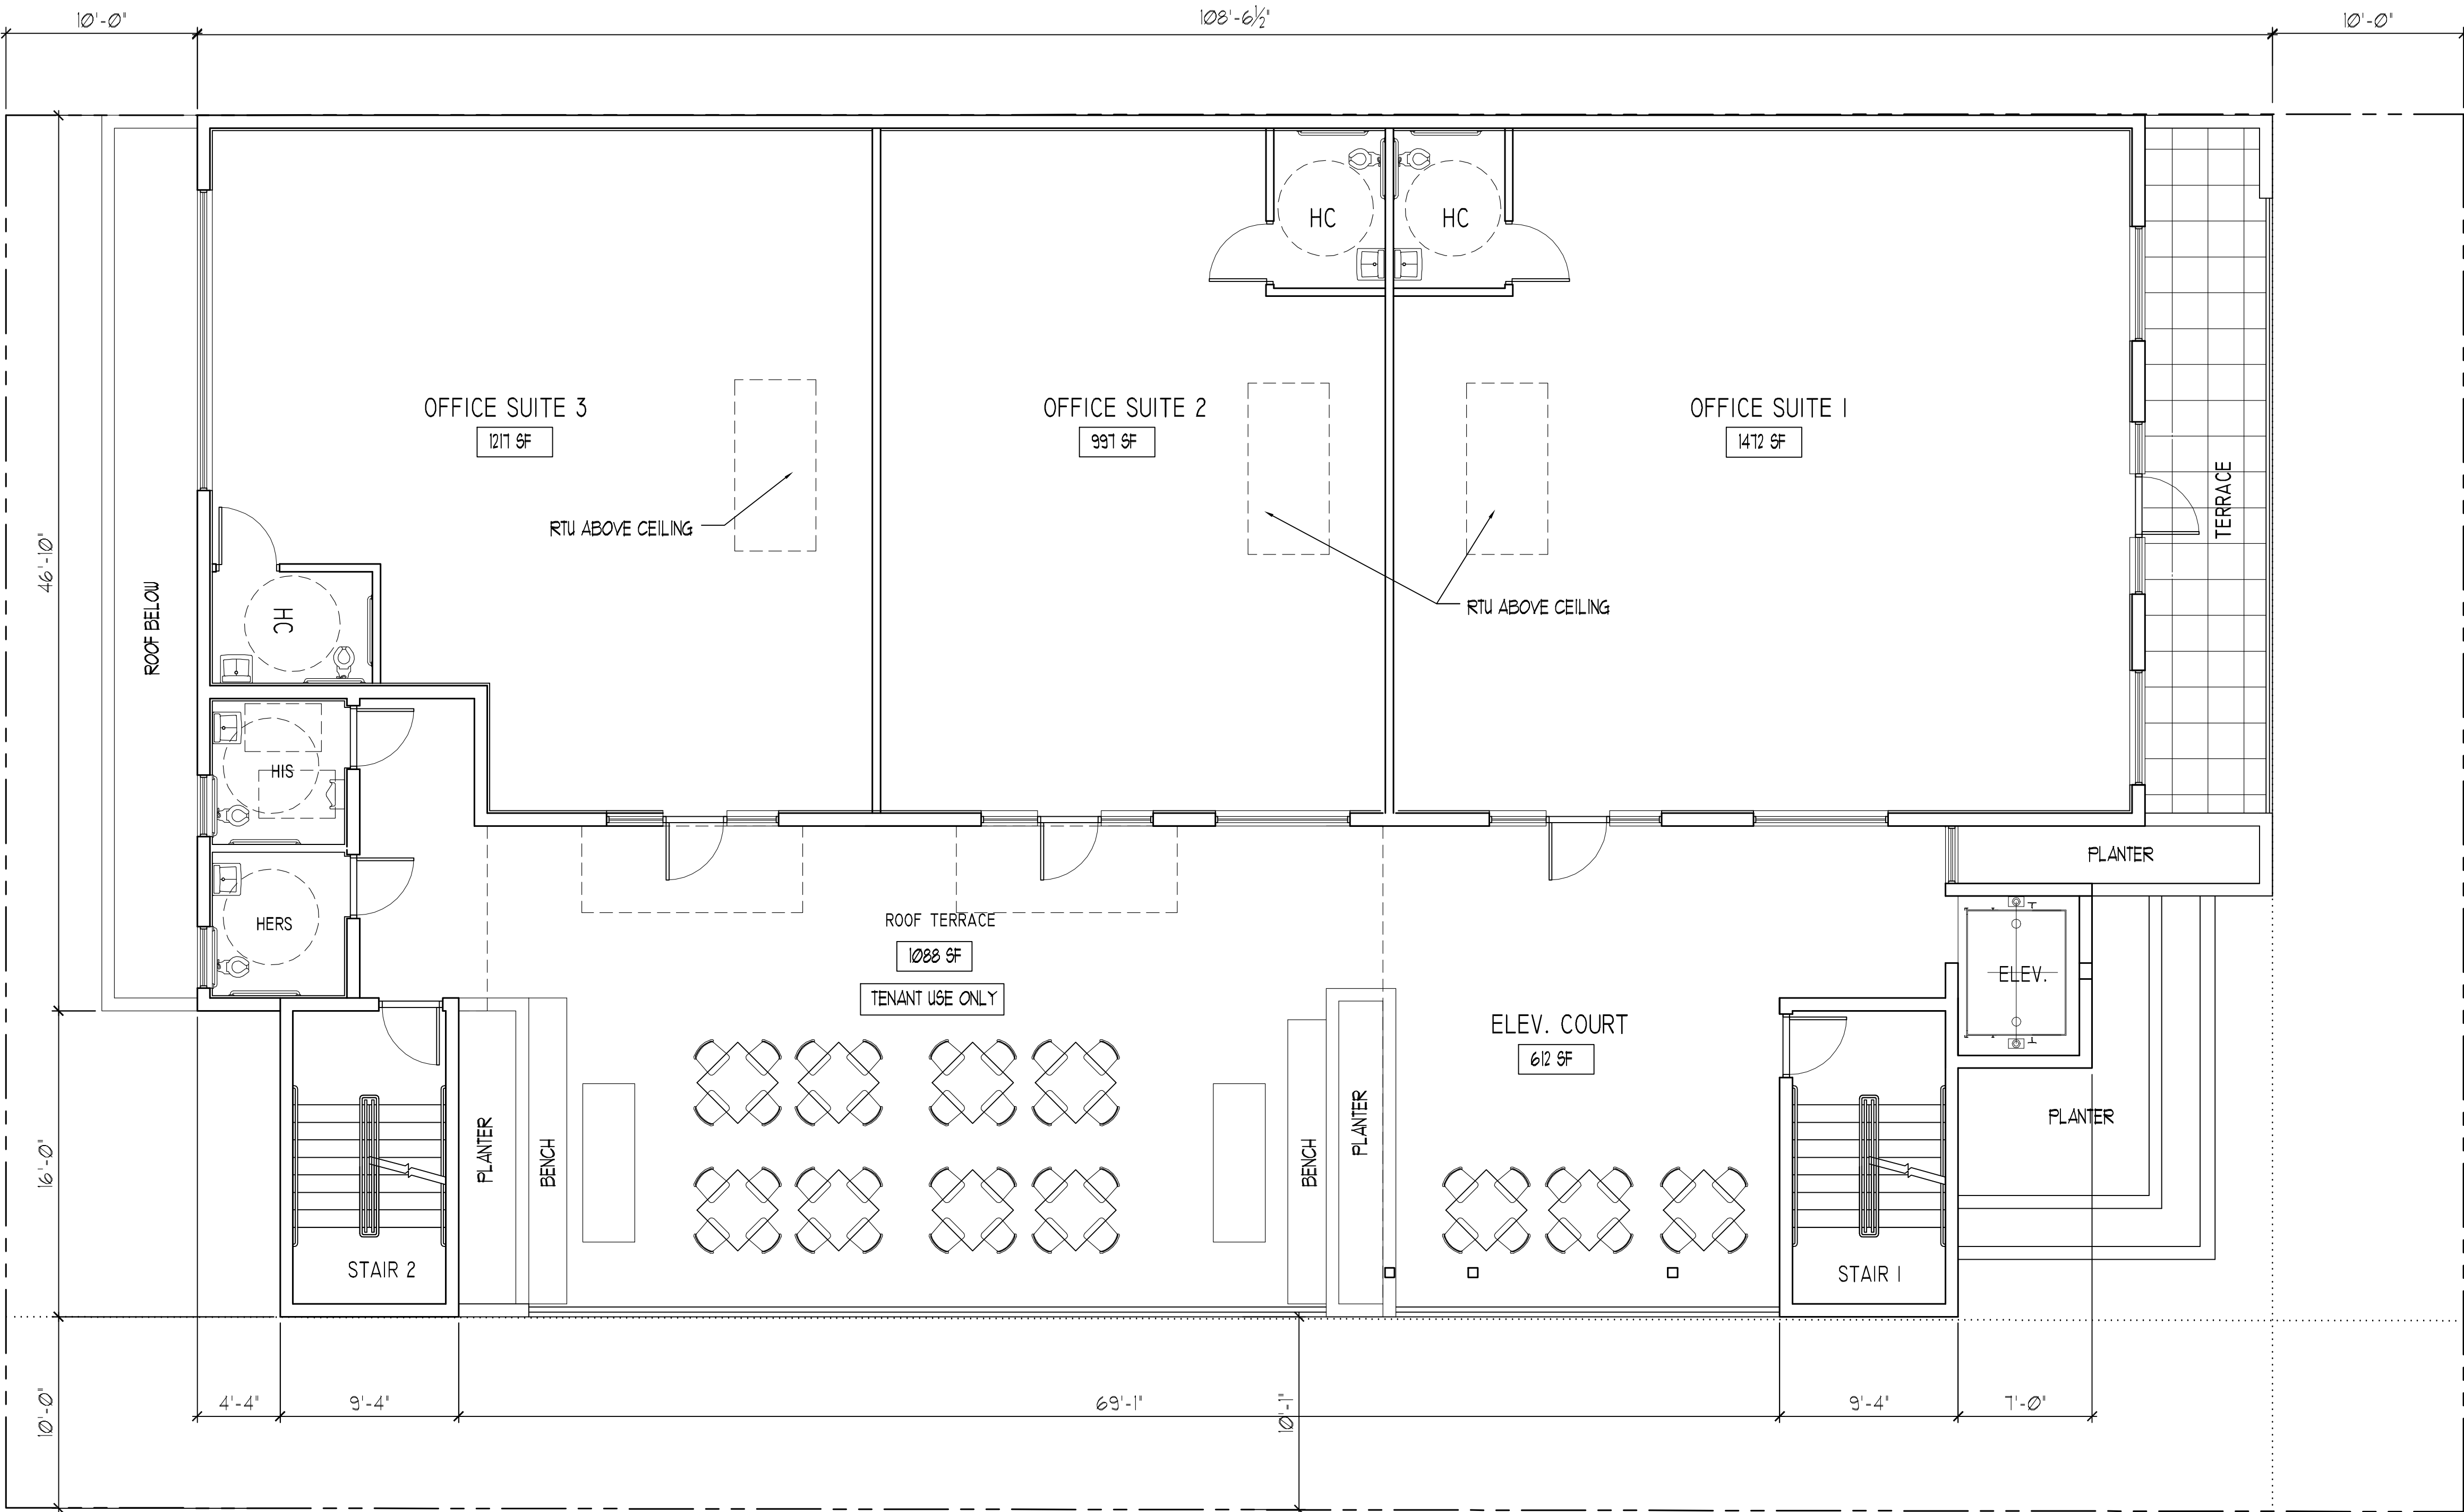 10'-0"
108'-6½"
10'-0"
HC
HC
OFFICE SUITE 3
1217 SF
OFFICE SUITE 2
997 SF
OFFICE SUITE 1
1472 SF
TERRACE
RTU ABOVE CEILING
RTU ABOVE CEILING
46'-10"
ROOF BELOW
HC
HIS
HERS
PLANTER
ROOF TERRACE
1088 SF
TENANT USE ONLY
ELEV.
ELEV. COURT
612 SF
PLANTER
16'-0"
PLANTER
BENCH
BENCH
PLANTER
STAIR 2
STAIR 1
10'-0"
4'-4"
9'-4"
69'-1"
10'-1"
9'-4"
7'-0"